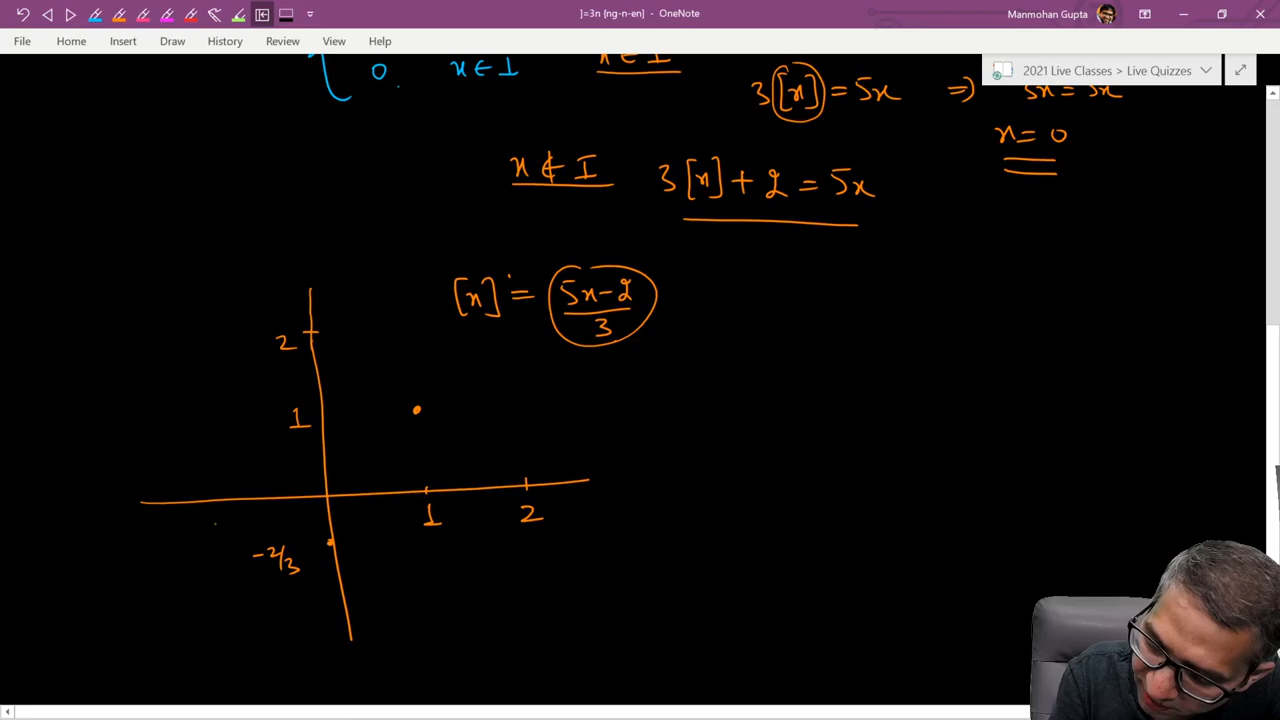 ]=3n [ng-n-en] - OneNote
Manmohan Gupta
File Home Insert Draw History Review View Help
2021 Live Classes > Live Quizzes
0. x ∈ I
x ∈ I
3[x] = 5x ⇒ 3x = 5x
x = 0
x ∉ I 3[x] + 2 = 5x
[x] = 5x-2
3
2
1
1 2
-2/3